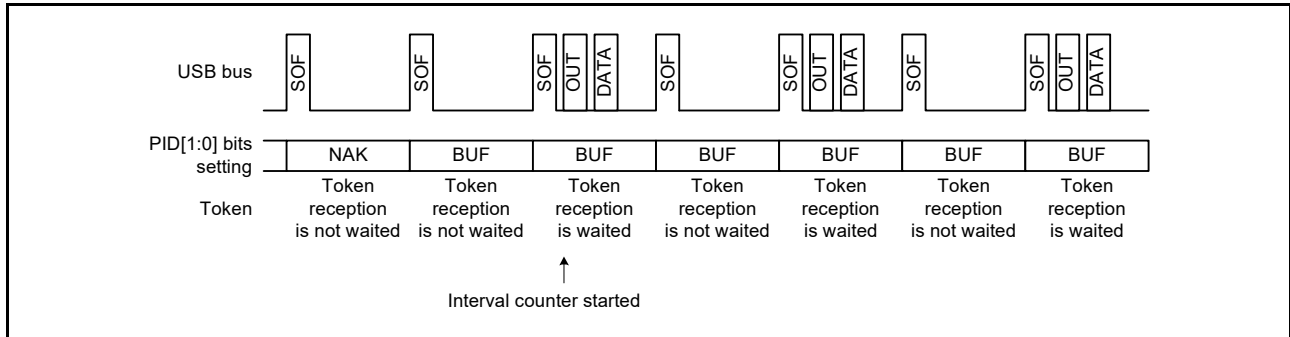 USB bus
SOF
SOF
SOF
OUT
DATA
SOF
SOF
OUT
DATA
SOF
SOF
OUT
DATA
PID[1:0] bits
setting
NAK
BUF
BUF
BUF
BUF
BUF
BUF
Token
Token
reception
is not waited
Token
reception
is not waited
Token
reception
is waited
Token
reception
is not waited
Token
reception
is waited
Token
reception
is not waited
Token
reception
is waited
Interval counter started